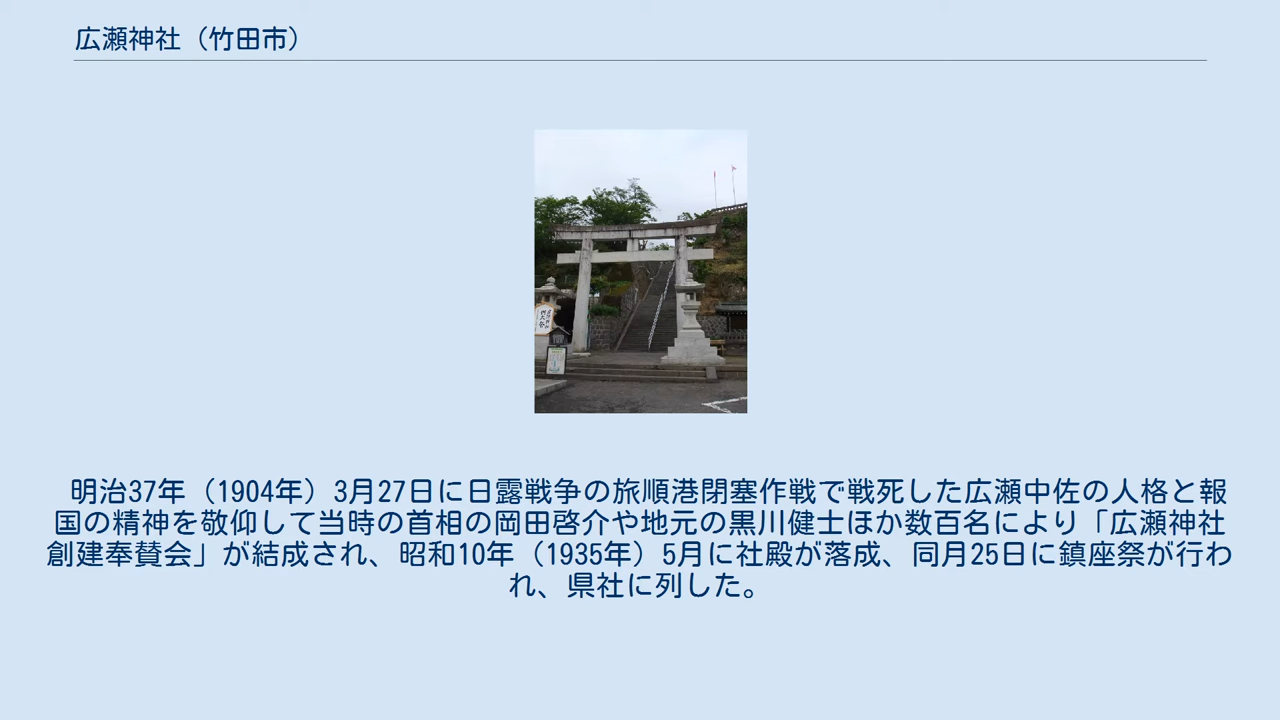 広瀬神社（竹田市）
明治37年（1904年）3月27日に日露戦争の旅順港閉塞作戦で戦死した広瀬中佐の人格と報
国の精神を敬仰して当時の首相の岡田啓介や地元の黒川健士ほか数百名により「広瀬神社
創建奉賛会」が結成され、昭和10年（1935年）5月に社殿が落成、同月25日に鎮座祭が行わ
れ、県社に列した。